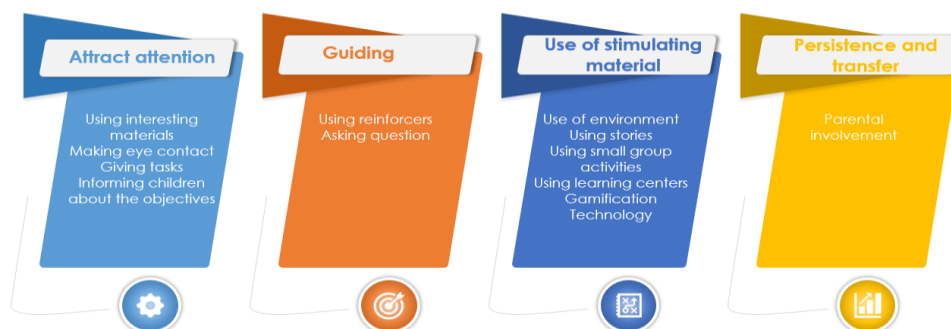 Attract attention
Using interesting
materials
Making eye contact
Giving tasks
Informing children
about the objectives
Guiding
Using reinforcers
Asking question
Use of stimulating
material
Use of environment
Using stories
Using small group
activities
Using learning centers
Gamification
Technology
Persistence and
transfer
Parental
involvement